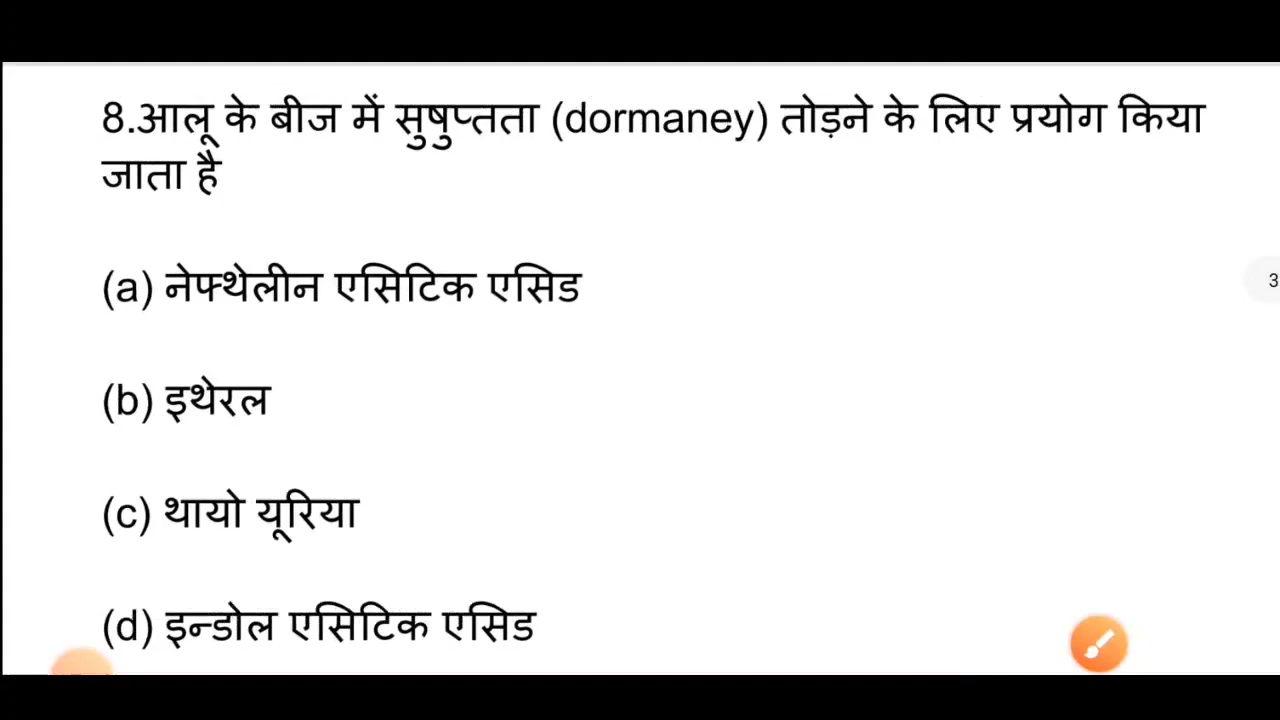 8.आलू के बीज में सुषुप्तता (dormaney) तोड़ने के लिए प्रयोग किया
जाता है
(a) नेफ्थेलीन एसिटिक एसिड
3
(b) इथेरल
(c) थायो यूरिया
(d) इन्डोल एसिटिक एसिड